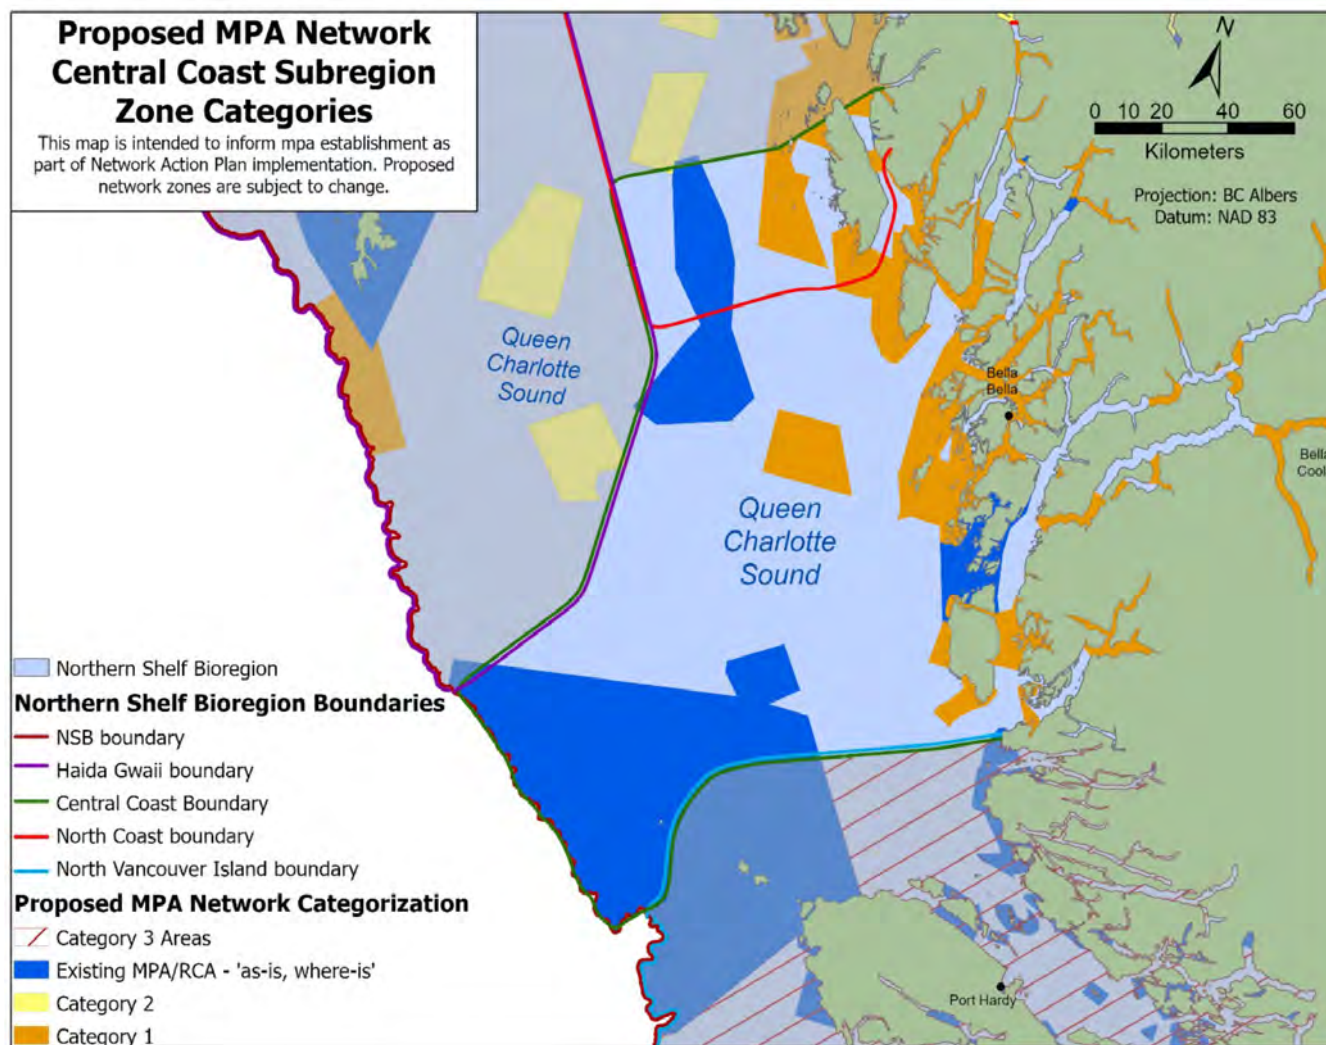 Proposed MPA Network
Central Coast Subregion
Zone Categories
This map is intended to inform mpa establishment as
part of Network Action Plan implementation. Proposed
network zones are subject to change.
N
0 10 20 40 60
Kilometers
Projection: BC Albers
Datum: NAD 83
Queen
Charlotte
Sound
Bella
Bella
Bella
Cool
Queen
Charlotte
Sound
Northern Shelf Bioregion
Northern Shelf Bioregion Boundaries
NSB boundary
Haida Gwaii boundary
Central Coast Boundary
North Coast boundary
North Vancouver Island boundary
Proposed MPA Network Categorization
Category 3 Areas
Existing MPA/RCA - 'as-is, where-is'
Category 2
Category 1
Port Hardy